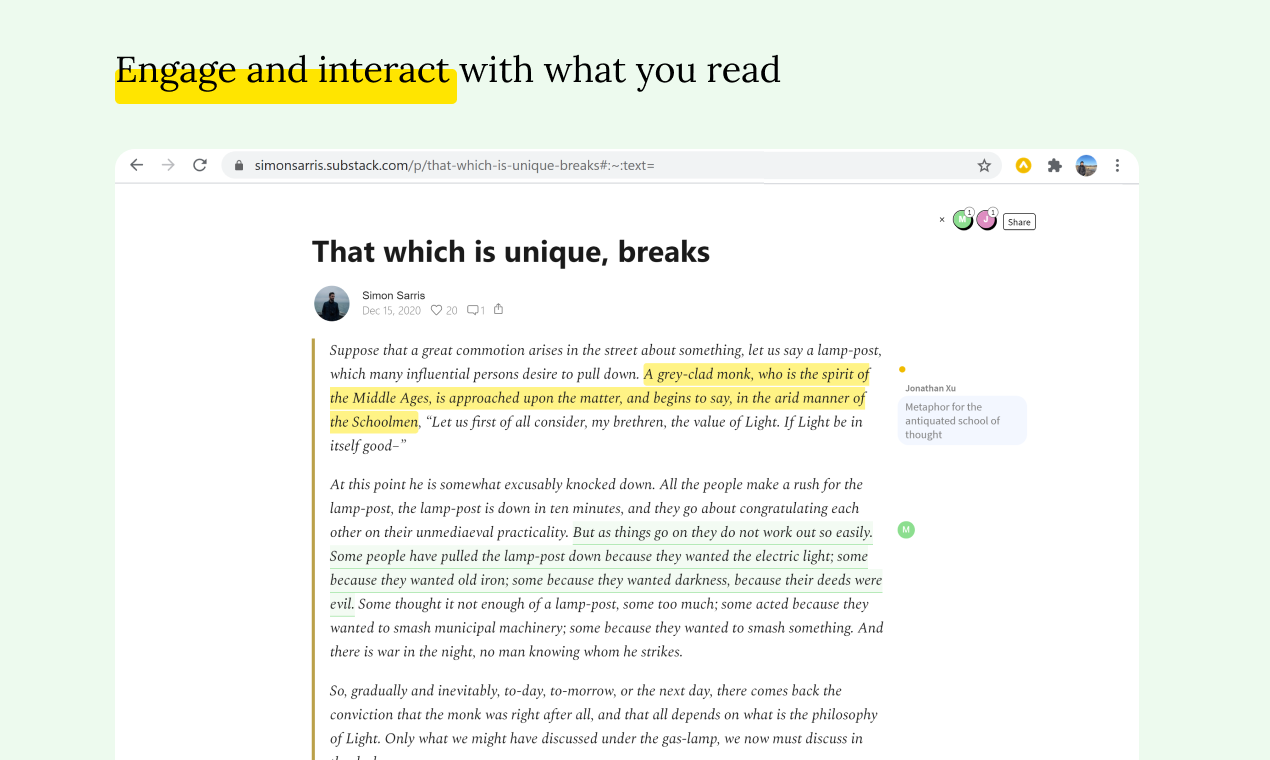 Engage and interact with what you read
simonsarris.substack.com/p/that-which-is-unique-breaks#:~:text=
× M 1 J 1 Share
That which is unique, breaks
Simon Sarris
Dec 15, 2020 20 1
Suppose that a great commotion arises in the street about something, let us say a lamp-post,
which many influential persons desire to pull down. A grey-clad monk, who is the spirit of
the Middle Ages, is approached upon the matter, and begins to say, in the arid manner of
the Schoolmen, “Let us first of all consider, my brethren, the value of Light. If Light be in
itself good–”
Jonathan Xu
Metaphor for the
antiquated school of
thought
At this point he is somewhat excusably knocked down. All the people make a rush for the
lamp-post, the lamp-post is down in ten minutes, and they go about congratulating each
other on their unmediaeval practicality. But as things go on they do not work out so easily.
M
Some people have pulled the lamp-post down because they wanted the electric light; some
because they wanted old iron; some because they wanted darkness, because their deeds were
evil. Some thought it not enough of a lamp-post, some too much; some acted because they
wanted to smash municipal machinery; some because they wanted to smash something. And
there is war in the night, no man knowing whom he strikes.
So, gradually and inevitably, to-day, to-morrow, or the next day, there comes back the
conviction that the monk was right after all, and that all depends on what is the philosophy
of Light. Only what we might have discussed under the gas-lamp, we now must discuss in